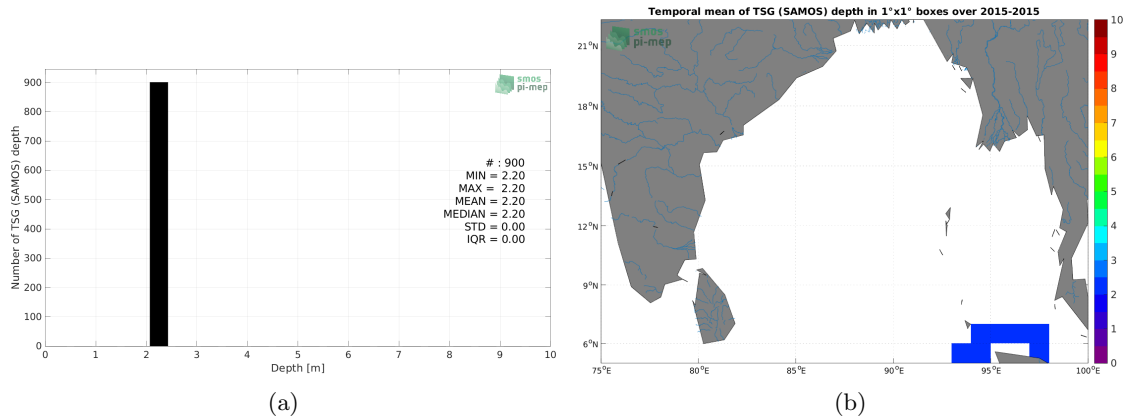 smos
pi-mep
900
800
700
600
500
400
300
200
100
0
Number of TSG (SAMOS) depth
# : 900
MIN = 2.20
MAX = 2.20
MEAN = 2.20
MEDIAN = 2.20
STD = 0.00
IQR = 0.00
0 1 2 3 4 5 6 7 8 9 10
Depth [m]
(a)
Temporal mean of TSG (SAMOS) depth in 1°x1° boxes over 2015-2015
smos
pi-mep
21°N
18°N
15°N
12°N
9°N
6°N
75°E 80°E 85°E 90°E 95°E 100°E
10
9
8
7
6
5
4
3
2
1
0
(b)